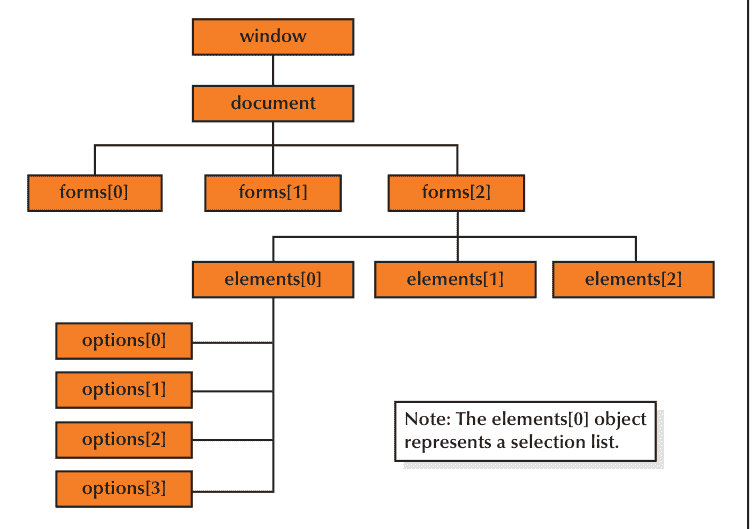 window
document
forms[0]
forms[1]
forms[2]
elements[0]
elements[1]
elements[2]
options[0]
options[1]
options[2]
options[3]
Note: The elements[0] object
represents a selection list.